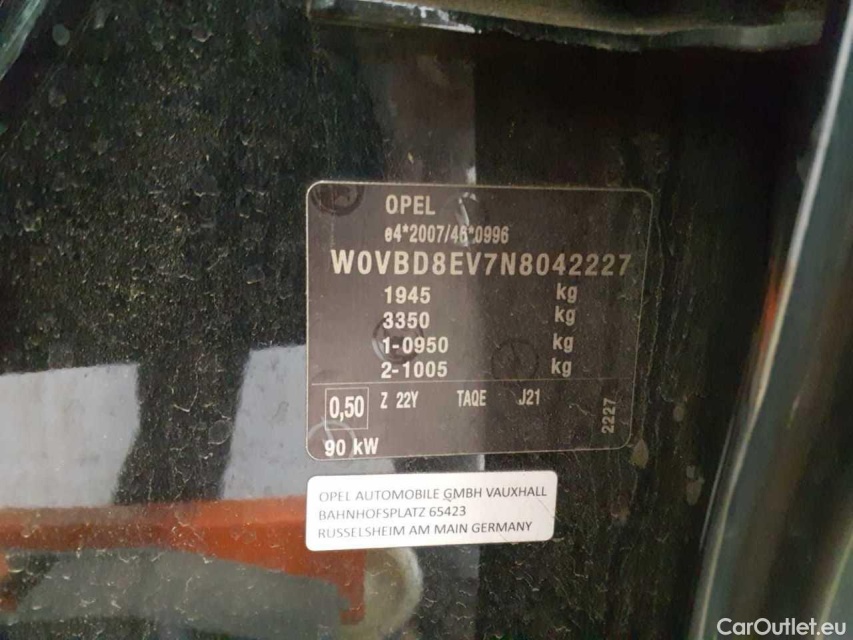 OPEL
e4*2007/46*0996
W0VBD8EV7N8042227
1945 kg
3350 kg
1-0950 kg
2-1005 kg
0,50 Z 22Y TAQE J21
2227
90 kW
OPEL AUTOMOBILE GMBH VAUXHALL
BAHNHOFSPLATZ 65423
RUSSELSHEIM AM MAIN GERMANY
CarOutlet.eu